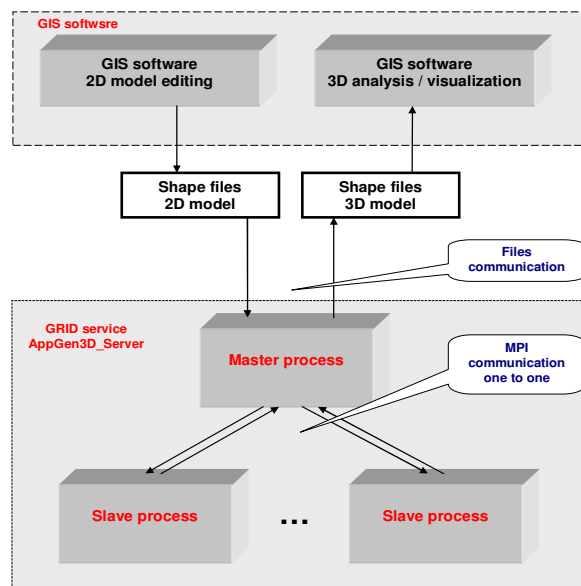 GIS softwsre
GIS software
2D model editing
GIS software
3D analysis / visualization
Shape files
2D model
Shape files
3D model
Files
communication
GRID service
AppGen3D_Server
Master process
MPI
communication
one to one
Slave process
...
Slave process